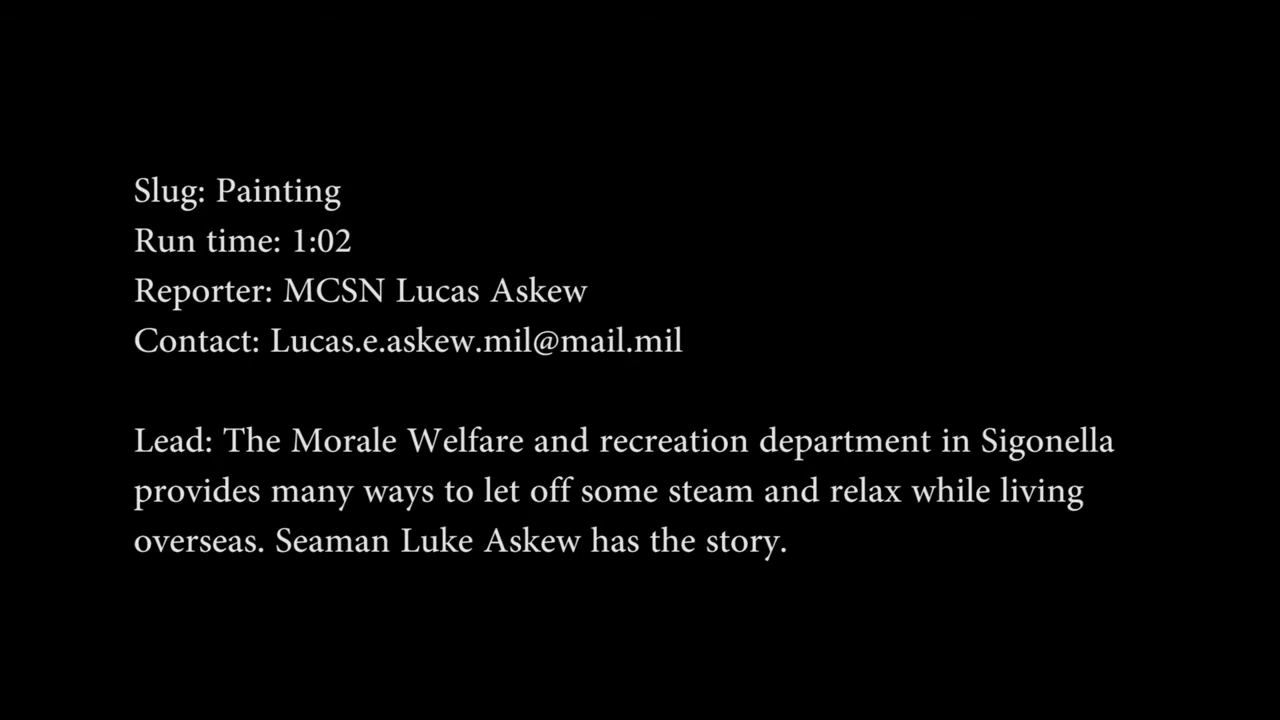 Slug: Painting
Run time: 1:02
Reporter: MCSN Lucas Askew
Contact: Lucas.e.askew.mil@mail.mil
Lead: The Morale Welfare and recreation department in Sigonella
provides many ways to let off some steam and relax while living
overseas. Seaman Luke Askew has the story.